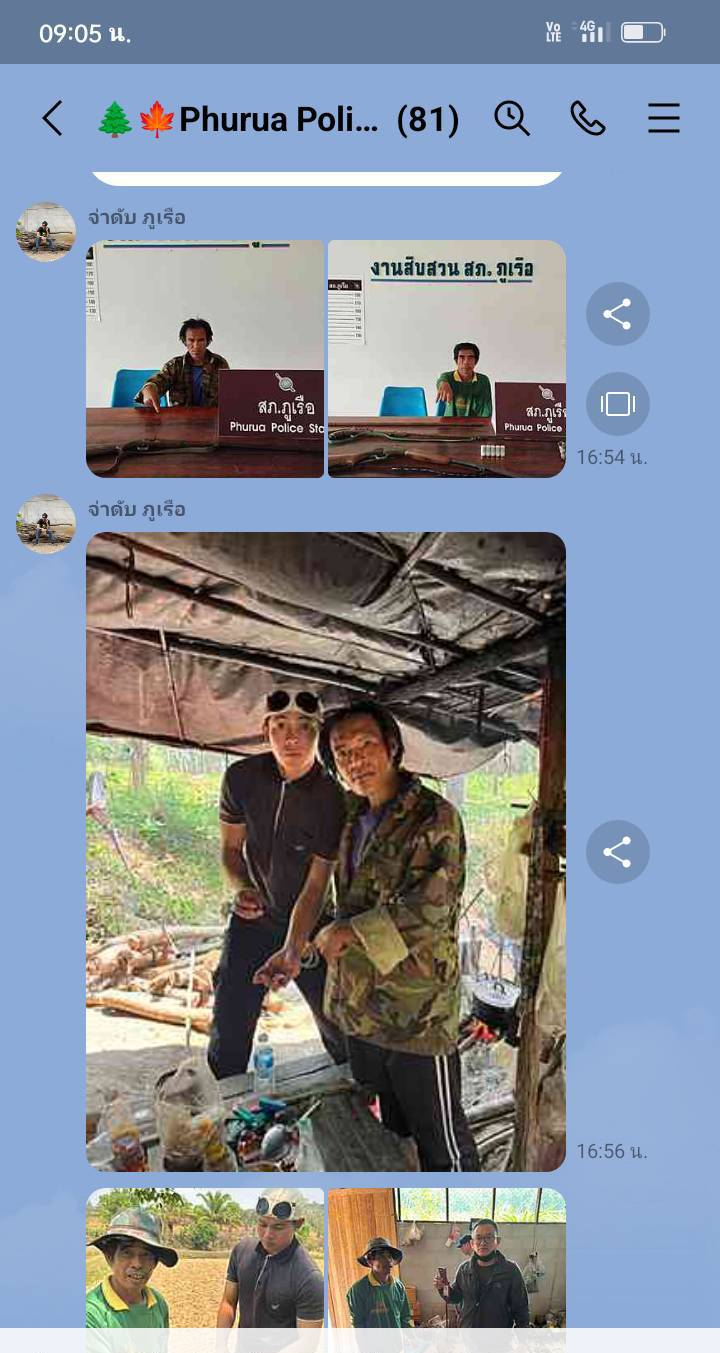 09:05 น.
Vo LTE 4G
Phurua Poli... (81)
จ่าดับ ภูเรือ
งานสืบสวน สภ. ภูเรือ
สภ.ภูเรือ
Phurua Police Sta
สภ.ภูเรือ
Phurua Police
16:54 น.
จ่าดับ ภูเรือ
16:56 น.